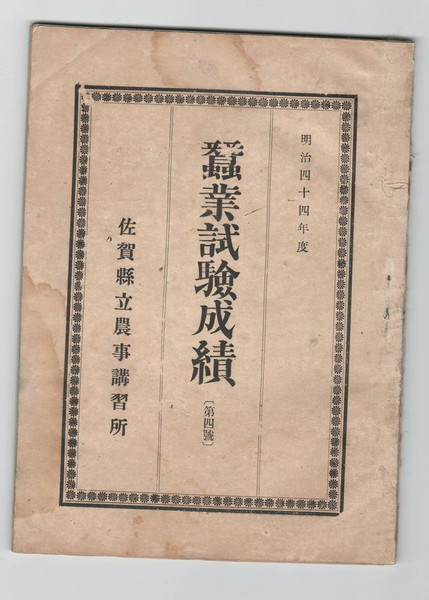 明治四十四年度
蠶業試驗成績
〔第四號〕
佐賀縣立農事講習所